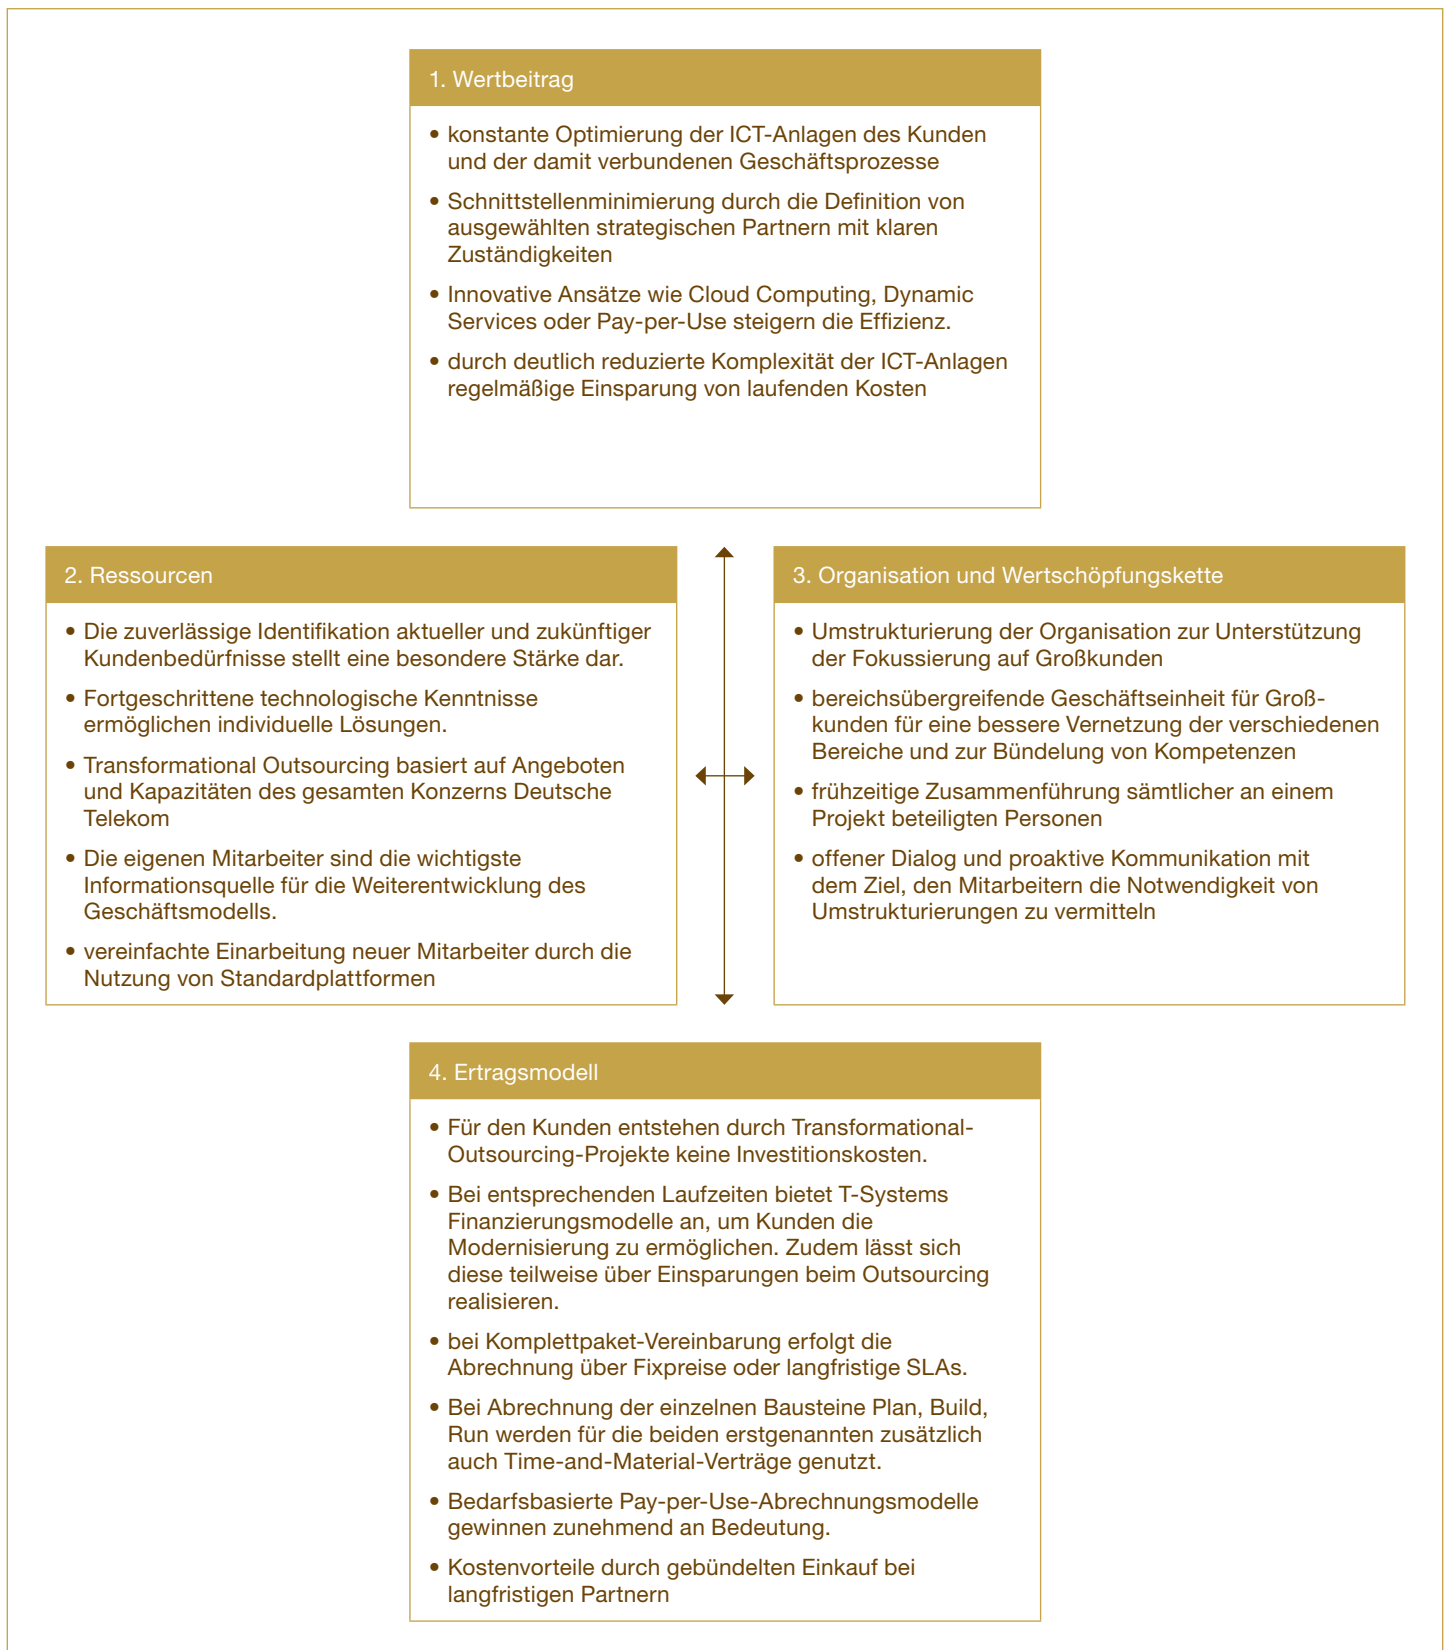 1. Wertbeitrag
• konstante Optimierung der ICT-Anlagen des Kunden
und der damit verbundenen Geschäftsprozesse
• Schnittstellenminimierung durch die Definition von
ausgewählten strategischen Partnern mit klaren
Zuständigkeiten
• Innovative Ansätze wie Cloud Computing, Dynamic
Services oder Pay-per-Use steigern die Effizienz.
• durch deutlich reduzierte Komplexität der ICT-Anlagen
regelmäßige Einsparung von laufenden Kosten
2. Ressourcen
• Die zuverlässige Identifikation aktueller und zukünftiger
Kundenbedürfnisse stellt eine besondere Stärke dar.
• Fortgeschrittene technologische Kenntnisse
ermöglichen individuelle Lösungen.
• Transformational Outsourcing basiert auf Angeboten
und Kapazitäten des gesamten Konzerns Deutsche
Telekom
• Die eigenen Mitarbeiter sind die wichtigste
Informationsquelle für die Weiterentwicklung des
Geschäftsmodells.
• vereinfachte Einarbeitung neuer Mitarbeiter durch die
Nutzung von Standardplattformen
3. Organisation und Wertschöpfungskette
• Umstrukturierung der Organisation zur Unterstützung
der Fokussierung auf Großkunden
• bereichsübergreifende Geschäftseinheit für Groß-
kunden für eine bessere Vernetzung der verschiedenen
Bereiche und zur Bündelung von Kompetenzen
• frühzeitige Zusammenführung sämtlicher an einem
Projekt beteiligten Personen
• offener Dialog und proaktive Kommunikation mit
dem Ziel, den Mitarbeitern die Notwendigkeit von
Umstrukturierungen zu vermitteln
4. Ertragsmodell
• Für den Kunden entstehen durch Transformational-
Outsourcing-Projekte keine Investitionskosten.
• Bei entsprechenden Laufzeiten bietet T-Systems
Finanzierungsmodelle an, um Kunden die
Modernisierung zu ermöglichen. Zudem lässt sich
diese teilweise über Einsparungen beim Outsourcing
realisieren.
• bei Komplettpaket-Vereinbarung erfolgt die
Abrechnung über Fixpreise oder langfristige SLAs.
• Bei Abrechnung der einzelnen Bausteine Plan, Build,
Run werden für die beiden erstgenannten zusätzlich
auch Time-and-Material-Verträge genutzt.
• Bedarfsbasierte Pay-per-Use-Abrechnungsmodelle
gewinnen zunehmend an Bedeutung.
• Kostenvorteile durch gebündelten Einkauf bei
langfristigen Partnern